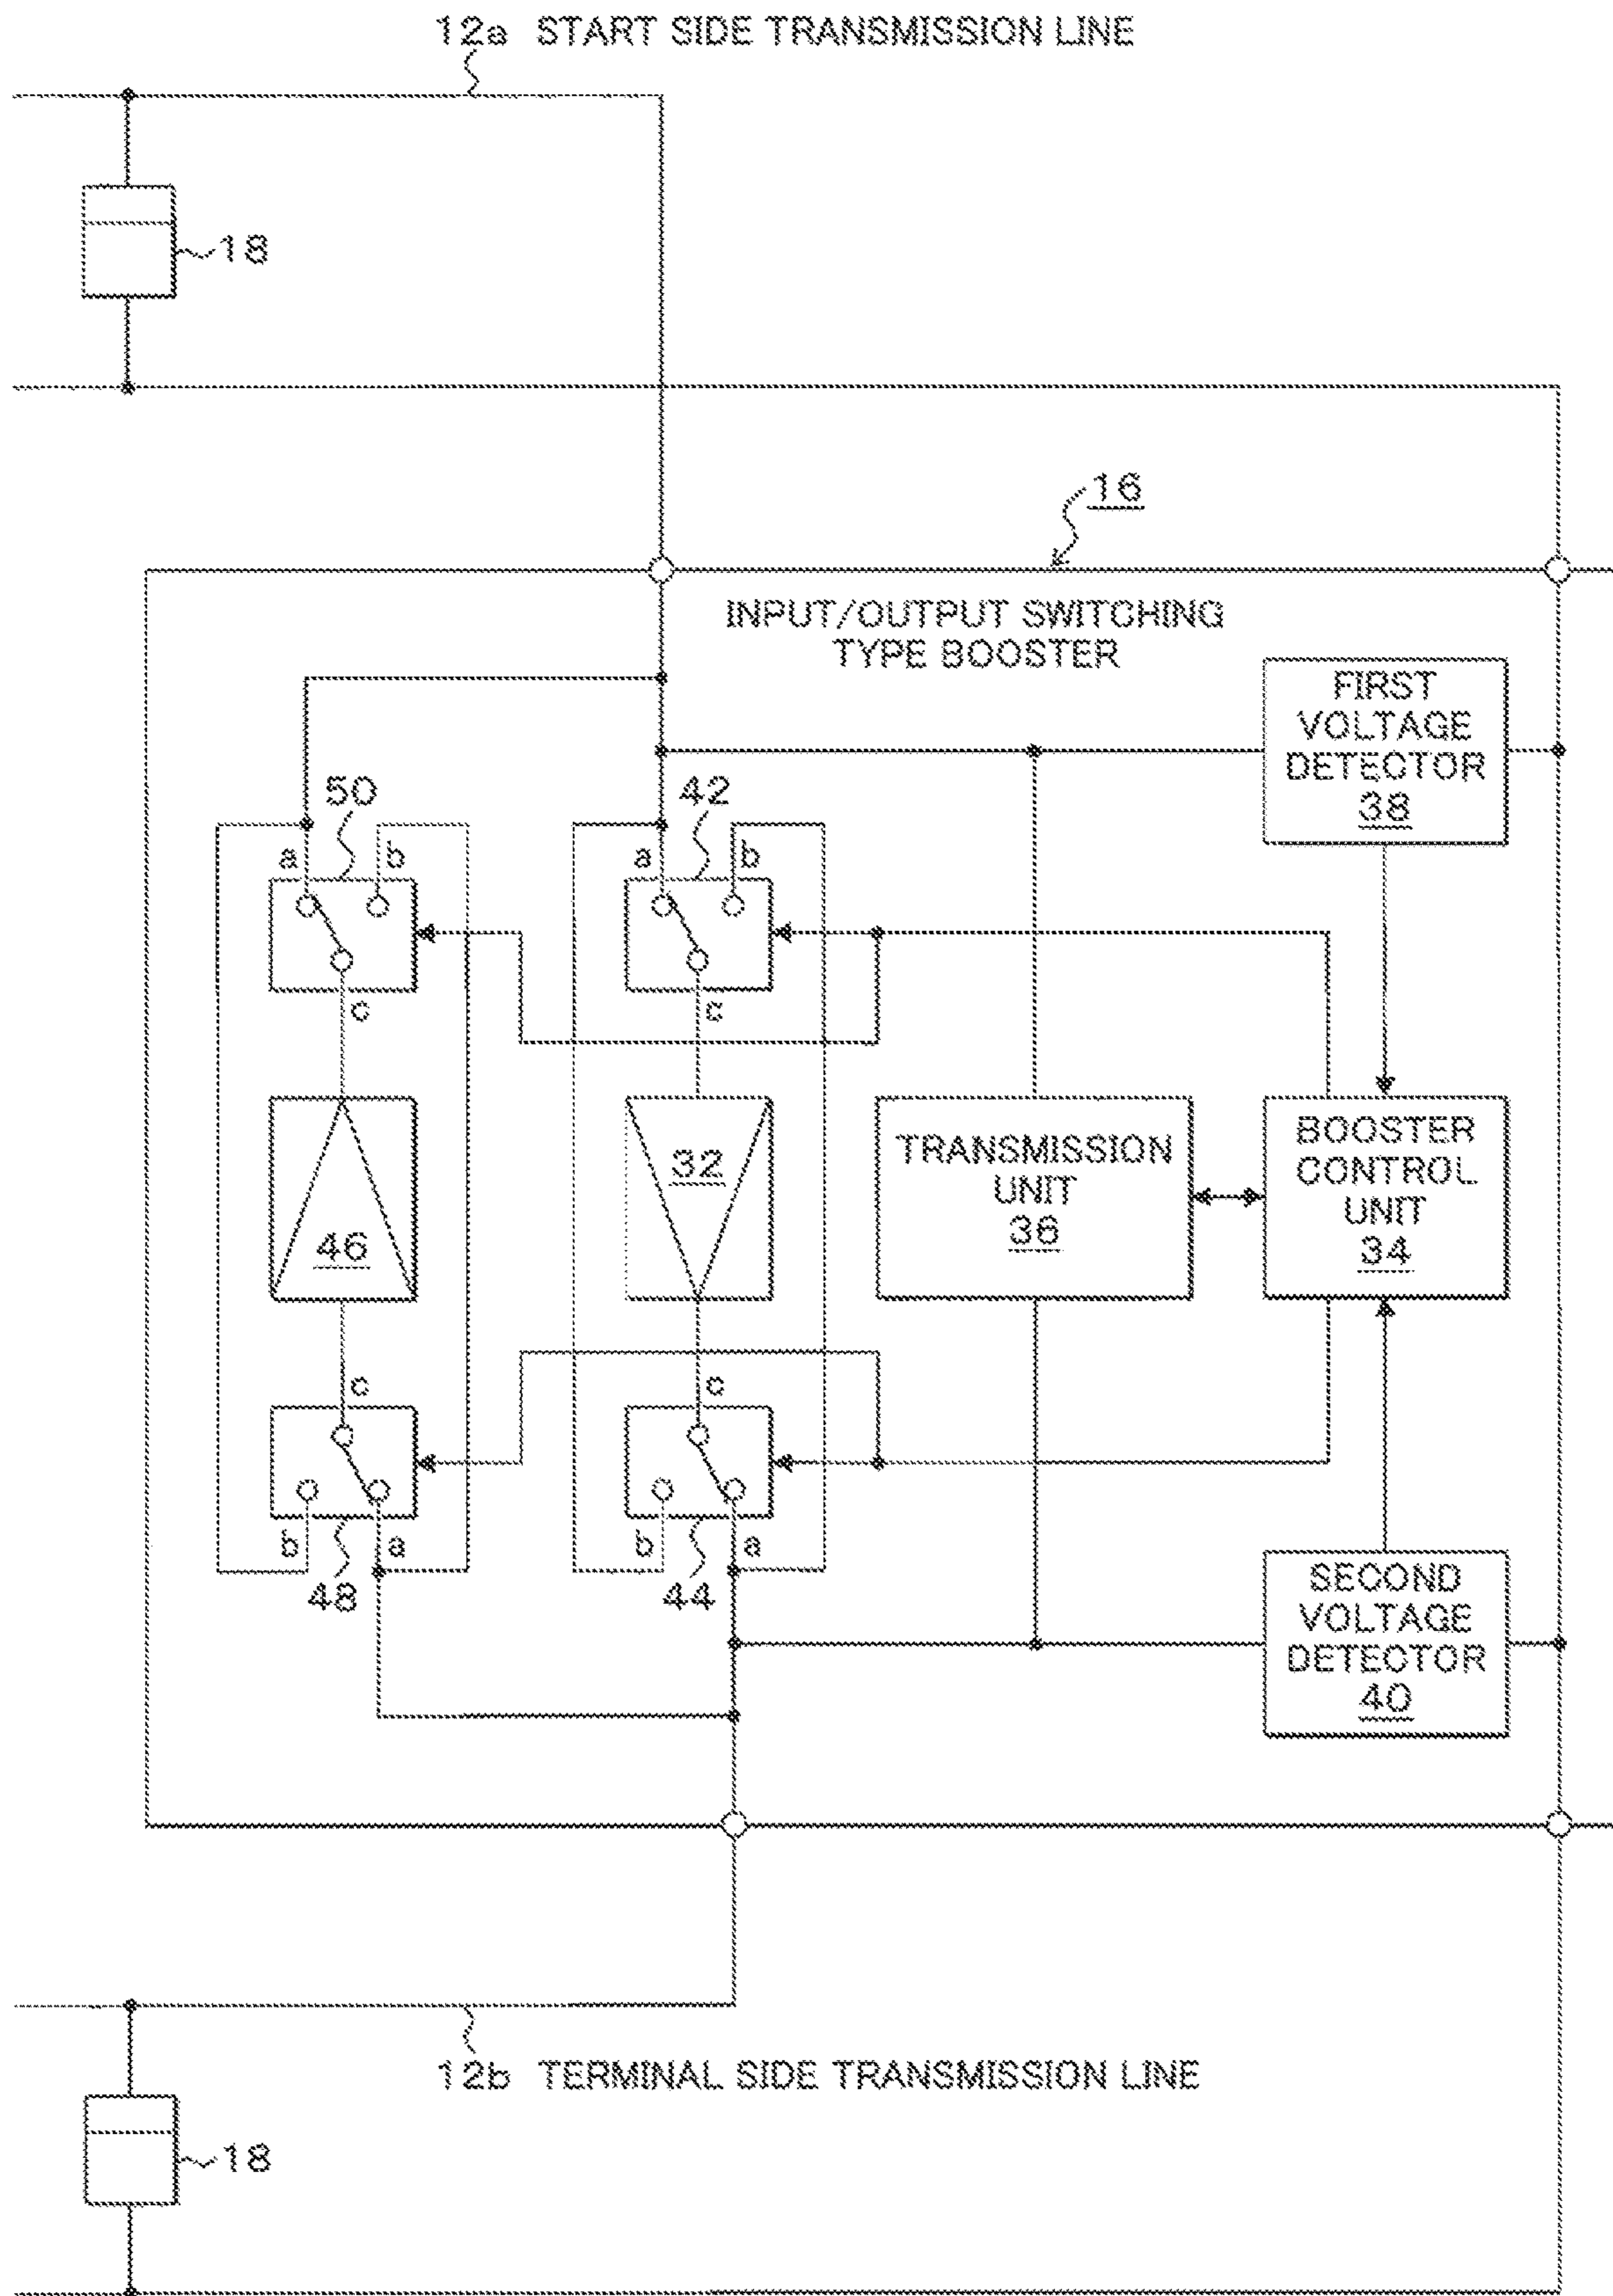 12a START SIDE TRANSMISSION LINE
18
16
INPUT/OUTPUT SWITCHING
TYPE BOOSTER
FIRST
VOLTAGE
DETECTOR
38
50
42
a
b
a
b
c
c
TRANSMISSION
UNIT
36
BOOSTER
CONTROL
UNIT
34
32
46
c
c
b
a
b
a
48
44
SECOND
VOLTAGE
DETECTOR
40
12b TERMINAL SIDE TRANSMISSION LINE
18